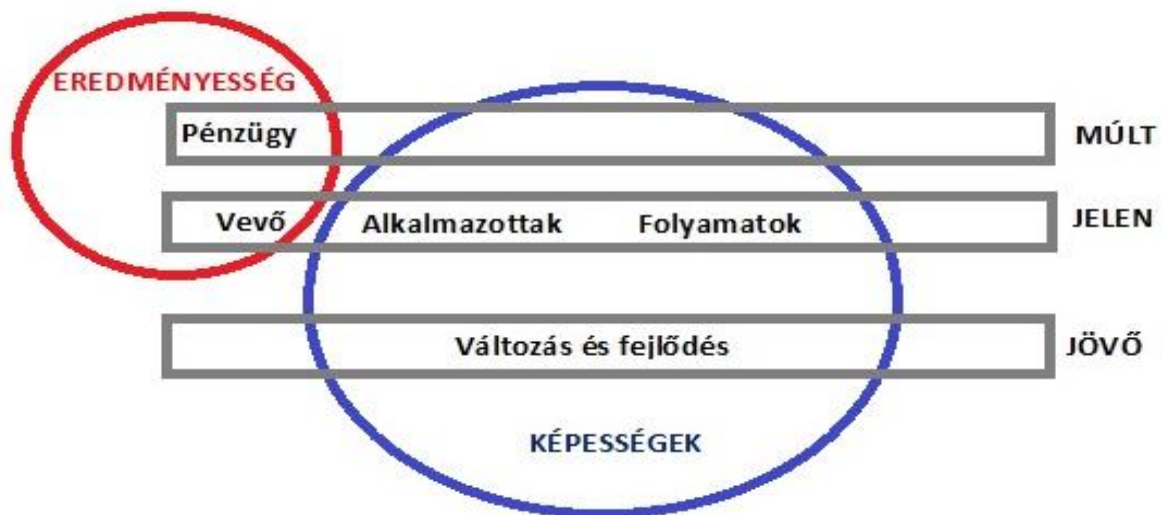 EREDMÉNYESSÉG
Pénzügy MÚLT
Vevő Alkalmazottak Folyamatok JELEN
Változás és fejlődés JÖVŐ
KÉPESSÉGEK